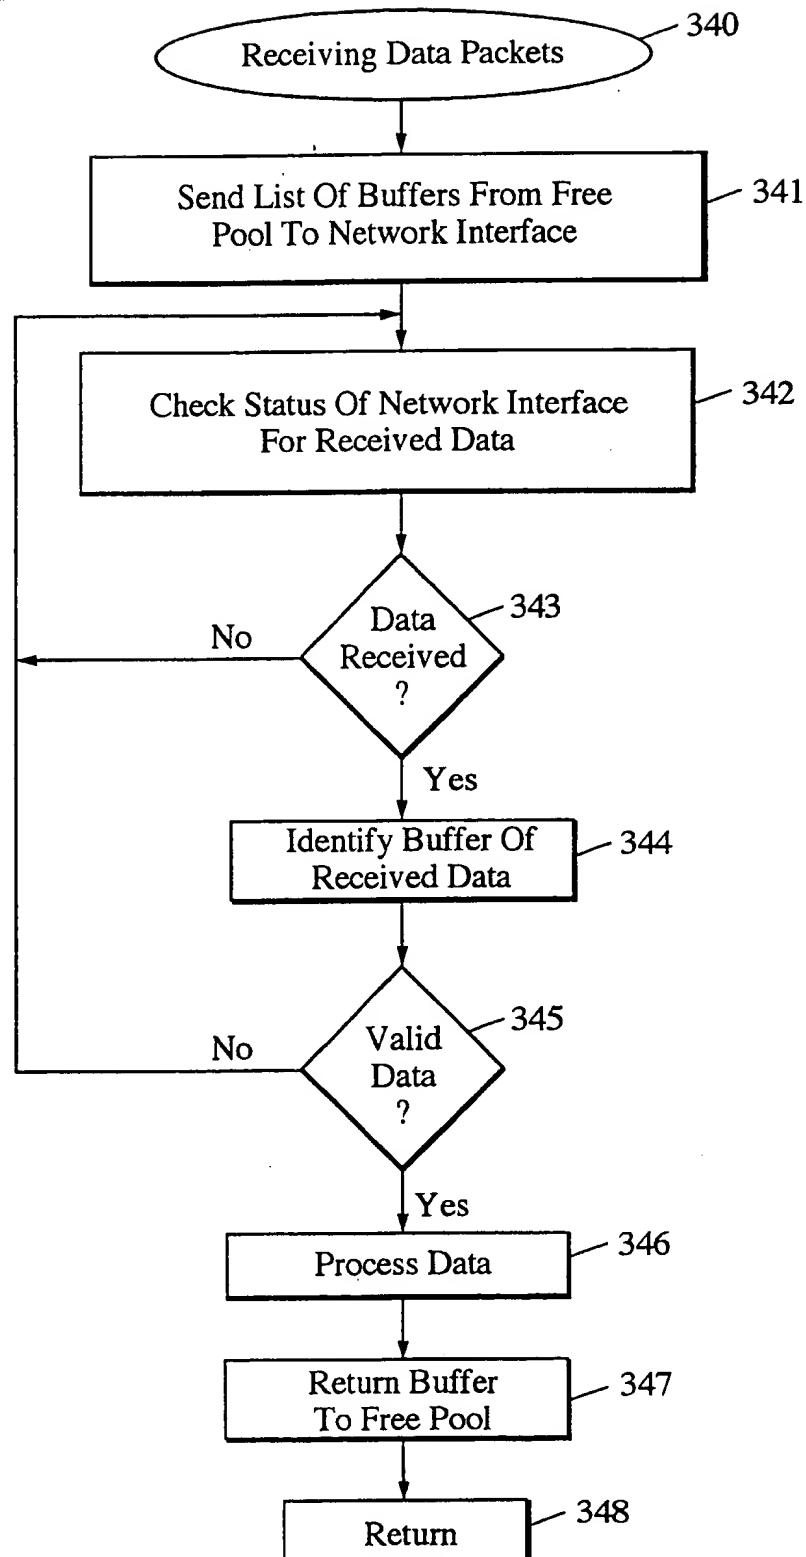 Receiving Data Packets
340
Send List Of Buffers From Free
Pool To Network Interface
341
Check Status Of Network Interface
For Received Data
342
Data
Received
?
343
No
Yes
Identify Buffer Of
Received Data
344
Valid
Data
?
345
No
Yes
Process Data
346
Return Buffer
To Free Pool
347
Return
348